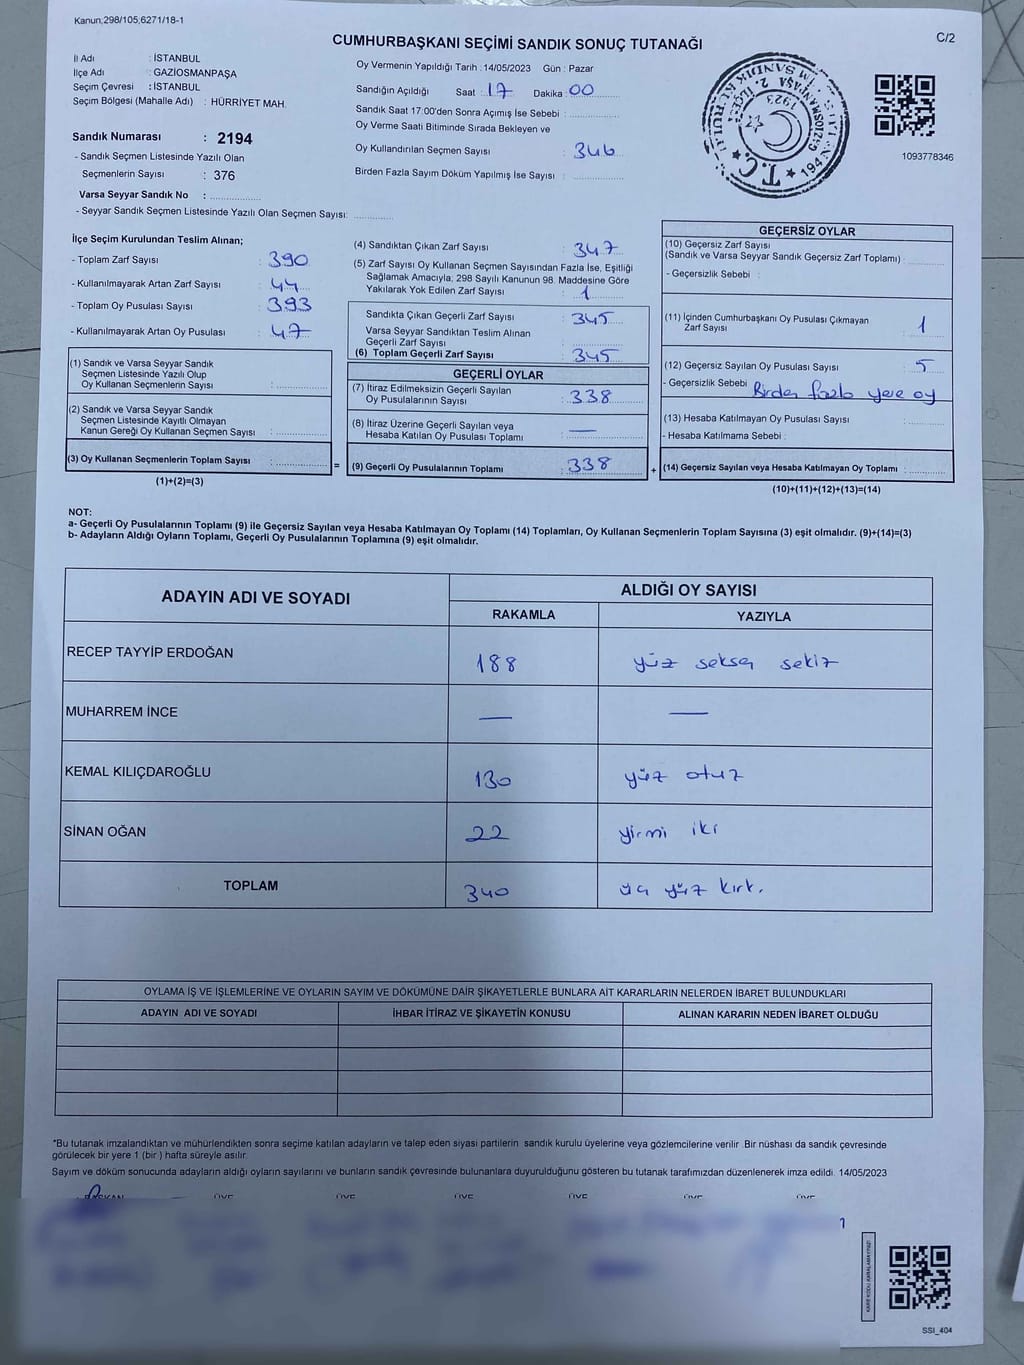 Kanun;298/105,6271/18-1
C/2
CUMHURBAŞKANI SEÇİMİ SANDIK SONUÇ TUTANAĞI
İl Adı : İSTANBUL
İlçe Adı : GAZİOSMANPAŞA
Seçim Çevresi : İSTANBUL
Seçim Bölgesi (Mahalle Adı) : HÜRRİYET MAH.
Sandık Numarası : 2194
- Sandık Seçmen Listesinde Yazılı Olan
Seçmenlerin Sayısı : 376
Varsa Seyyar Sandık No :
- Seyyar Sandık Seçmen Listesinde Yazılı Olan Seçmen Sayısı:
Oy Vermenin Yapıldığı Tarih :14/05/2023 Gün : Pazar
Sandığın Açıldığı Saat : 17 Dakika : 00
Sandık Saat 17:00'den Sonra Açımış İse Sebebi :
Oy Verme Saati Bitiminde Sırada Bekleyen ve
Oy Kullandırılan Seçmen Sayısı : 346
Birden Fazla Sayım Döküm Yapılmış İse Sayısı :
T.C.
1923
1093778346
İlçe Seçim Kurulundan Teslim Alınan;
- Toplam Zarf Sayısı : 390
- Kullanılmayarak Artan Zarf Sayısı : 44
- Toplam Oy Pusulası Sayısı : 393
- Kullanılmayarak Artan Oy Pusulası : 47
(1) Sandık ve Varsa Seyyar Sandık
Seçmen Listesinde Yazılı Olup
Oy Kullanan Seçmenlerin Sayısı :
(2) Sandık ve Varsa Seyyar Sandık
Seçmen Listesinde Kayıtlı Olmayan
Kanun Gereği Oy Kullanan Seçmen Sayısı :
(3) Oy Kullanan Seçmenlerin Toplam Sayısı :
(1)+(2)=(3)
=
(4) Sandıktan Çıkan Zarf Sayısı : 347
(5) Zarf Sayısı Oy Kullanan Seçmen Sayısından Fazla İse, Eşitliği
Sağlamak Amacıyla; 298 Sayılı Kanunun 98. Maddesine Göre
Yakılarak Yok Edilen Zarf Sayısı : 1
Sandıkta Çıkan Geçerli Zarf Sayısı : 345
Varsa Seyyar Sandıktan Teslim Alınan
Geçerli Zarf Sayısı :
(6) Toplam Geçerli Zarf Sayısı : 345
GEÇERLİ OYLAR
(7) İtiraz Edilmeksizin Geçerli Sayılan
Oy Pusulalarının Sayısı : 338
(8) İtiraz Üzerine Geçerli Sayılan veya
Hesaba Katılan Oy Pusulası Toplamı : —
(9) Geçerli Oy Pusulalarının Toplamı : 338
+
GEÇERSİZ OYLAR
(10) Geçersiz Zarf Sayısı
(Sandık ve Varsa Seyyar Sandık Geçersiz Zarf Toplamı) :
- Geçersizlik Sebebi :
(11) İçinden Cumhurbaşkanı Oy Pusulası Çıkmayan
Zarf Sayısı : 1
(12) Geçersiz Sayılan Oy Pusulası Sayısı : 5
- Geçersizlik Sebebi : Birden fazla yere oy
(13) Hesaba Katılmayan Oy Pusulası Sayısı :
- Hesaba Katılmama Sebebi :
(14) Geçersiz Sayılan veya Hesaba Katılmayan Oy Toplamı :
(10)+(11)+(12)+(13)=(14)
NOT:
a- Geçerli Oy Pusulalarının Toplamı (9) ile Geçersiz Sayılan veya Hesaba Katılmayan Oy Toplamı (14) Toplamları, Oy Kullanan Seçmenlerin Toplam Sayısına (3) eşit olmalıdır. (9)+(14)=(3)
b- Adayların Aldığı Oyların Toplamı, Geçerli Oy Pusulalarının Toplamına (9) eşit olmalıdır.
ADAYIN ADI VE SOYADI
ALDIĞI OY SAYISI
RAKAMLA YAZIYLA
RECEP TAYYİP ERDOĞAN 188 yüz seksen sekiz
MUHARREM İNCE — —
KEMAL KILIÇDAROĞLU 130 yüz otuz
SİNAN OĞAN 22 yirmi iki
TOPLAM 340 üç yüz kırk.
OYLAMA İŞ VE İŞLEMLERİNE VE OYLARIN SAYIM VE DÖKÜMÜNE DAİR ŞİKAYETLERLE BUNLARA AİT KARARLARIN NELERDEN İBARET BULUNDUKLARI
ADAYIN ADI VE SOYADI İHBAR İTİRAZ VE ŞİKAYETİN KONUSU ALINAN KARARIN NEDEN İBARET OLDUĞU
*Bu tutanak imzalandıktan ve mühürlendikten sonra seçime katılan adayların ve talep eden siyasi partilerin sandık kurulu üyelerine veya gözlemcilerine verilir Bir nüshası da sandık çevresinde
görülecek bir yere 1 (bir ) hafta süreyle asılır.
Sayım ve döküm sonucunda adayların aldığı oyların sayılarını ve bunların sandık çevresinde bulunanlara duyurulduğunu gösteren bu tutanak tarafımızdan düzenlenerek imza edildi. 14/05/2023
BAŞKAN ÜYE ÜYE ÜYE ÜYE ÜYE ÜYE
SSI_404